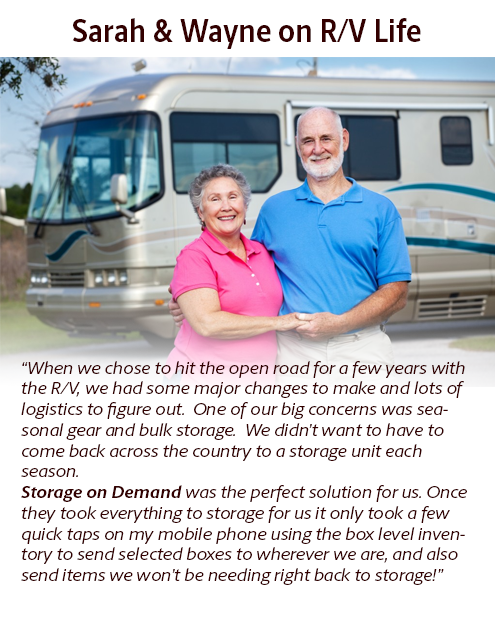 Sarah & Wayne on R/V Life
“When we chose to hit the open road for a few years with
the R/V, we had some major changes to make and lots of
logistics to figure out.  One of our big concerns was sea-
sonal gear and bulk storage.  We didn't want to have to
come back across the country to a storage unit each
season.
Storage on Demand was the perfect solution for us. Once
they took everything to storage for us it only took a few
quick taps on my mobile phone using the box level inven-
tory to send selected boxes to wherever we are, and also
send items we won't be needing right back to storage!”